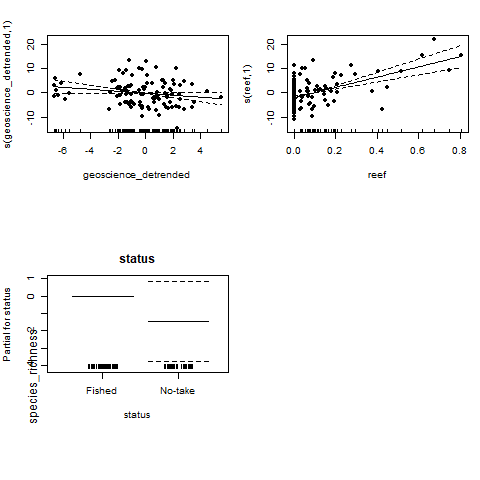 s(geoscience_detrended,1)
20
10
0
-10
-6
-4
-2
0
2
4
geoscience_detrended
s(reef,1)
20
10
0
-10
0.0
0.2
0.4
0.6
0.8
reef
status
Partial for status
species_richness
1
0
Fished
No-take
status